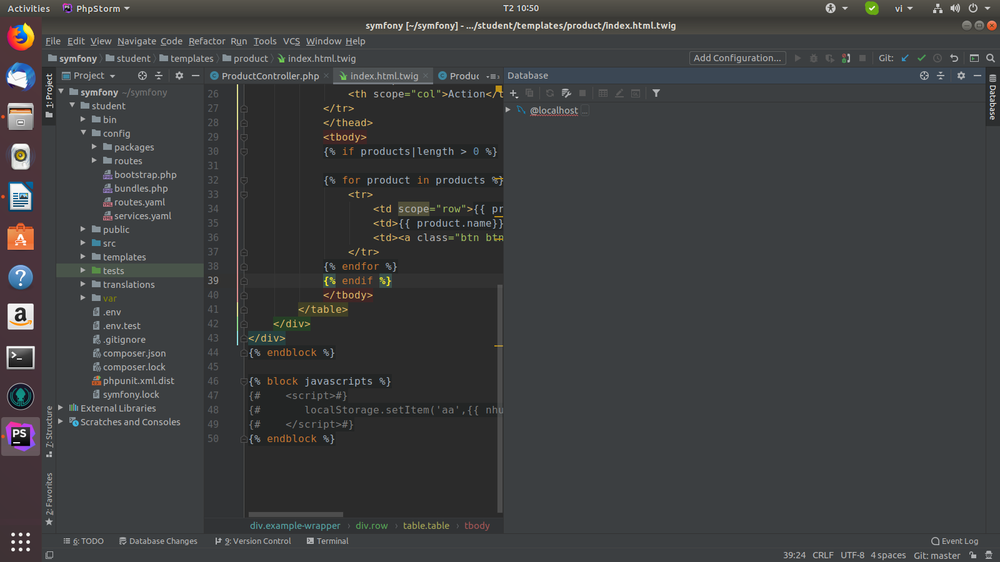 Activities
PhpStorm
T2 10:50
vi
symfony [~/symfony] - .../student/templates/product/index.html.twig
File Edit View Navigate Code Refactor Run Tools VCS Window Help
symfony student templates product index.html.twig
Add Configuration...
Git:
1: Project
Project
ProductController.php
index.html.twig
Produc
Database
Database
@localhost
...
symfony ~/symfony
student
bin
config
packages
routes
bootstrap.php
bundles.php
routes.yaml
services.yaml
public
src
templates
tests
translations
var
.env
.env.test
.gitignore
composer.json
composer.lock
phpunit.xml.dist
symfony.lock
External Libraries
Scratches and Consoles
7: Structure
2: Favorites
26 <th scope="col">Action</t
27 </tr>
28 </thead>
29 <tbody>
30 {% if products|length > 0 %}
31
32 {% for product in products %}
33 <tr>
34 <td scope="row">{{ pr
35 <td>{{ product.name}}
36 <td><a class="btn btn
37 </tr>
38 {% endfor %}
39 {% endif %}
40 </tbody>
41 </table>
42 </div>
43 </div>
44 {% endblock %}
45
46 {% block javascripts %}
47 {# <script>#}
48 {# localStorage.setItem('aa',{{ nhu
49 {# </script>#}
50 {% endblock %}
div.example-wrapper › div.row › table.table › tbody
6: TODO
Database Changes
9: Version Control
Terminal
Event Log
39:24 CRLF UTF-8 4 spaces Git: master